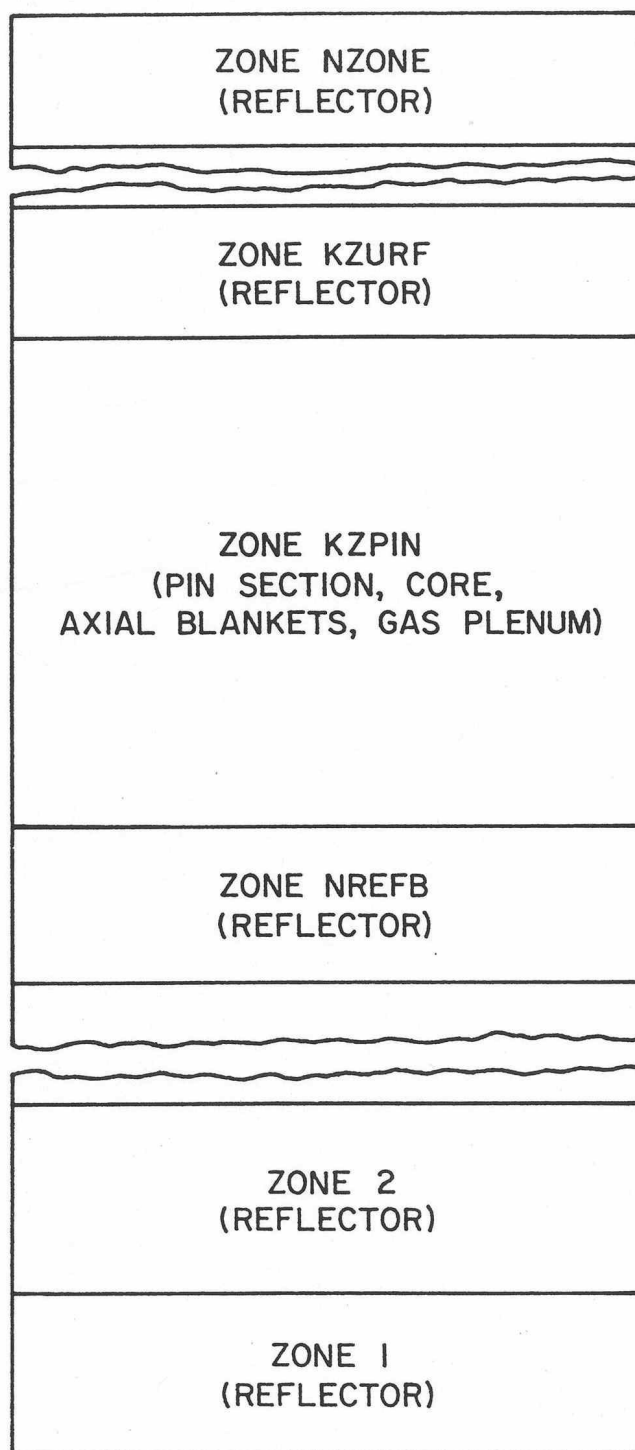 ZONE NZONE
(REFLECTOR)
ZONE KZURF
(REFLECTOR)
ZONE KZPIN
(PIN SECTION, CORE,
AXIAL BLANKETS, GAS PLENUM)
ZONE NREFB
(REFLECTOR)
ZONE 2
(REFLECTOR)
ZONE 1
(REFLECTOR)